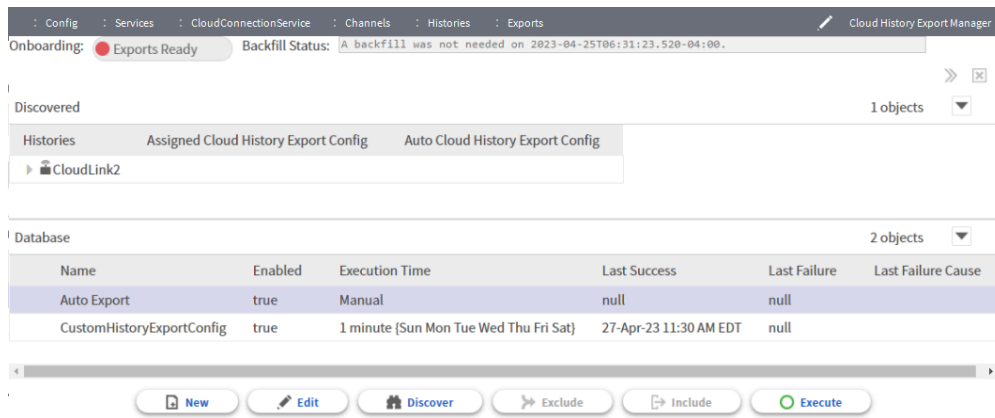 : Config : Services : CloudConnectionService : Channels : Histories : Exports Cloud History Export Manager
Onboarding: Exports Ready Backfill Status: A backfill was not needed on 2023-04-25T06:31:23.520-04:00.
Discovered 1 objects
Histories Assigned Cloud History Export Config Auto Cloud History Export Config
CloudLink2
Database 2 objects
Name Enabled Execution Time Last Success Last Failure Last Failure Cause
Auto Export true Manual null null
CustomHistoryExportConfig true 1 minute {Sun Mon Tue Wed Thu Fri Sat} 27-Apr-23 11:30 AM EDT null
New Edit Discover Exclude Include Execute